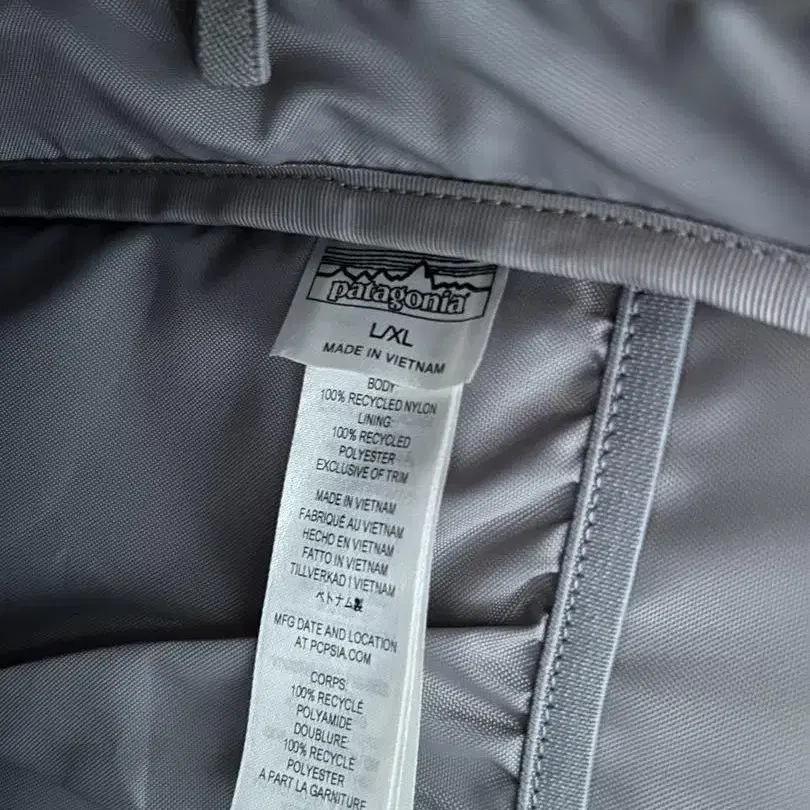 patagonia
L/XL
MADE IN VIETNAM
BODY
100% RECYCLED NYLON
LINING:
100% RECYCLED
POLYESTER
EXCLUSIVE OF TRIM
MADE IN VIETNAM
FABRIQUÉ AU VIETNAM
HECHO EN VIETNAM
FATTO IN VIETNAM
TILLVERKAD I VIETNAM
ベトナム製
MFG DATE AND LOCATION
AT PCPSIA.COM
CORPS:
100% RECYCLÉ
POLYAMIDE
DOUBLURE:
100% RECYCLÉ
POLYESTER
A PART LA GARNITURE